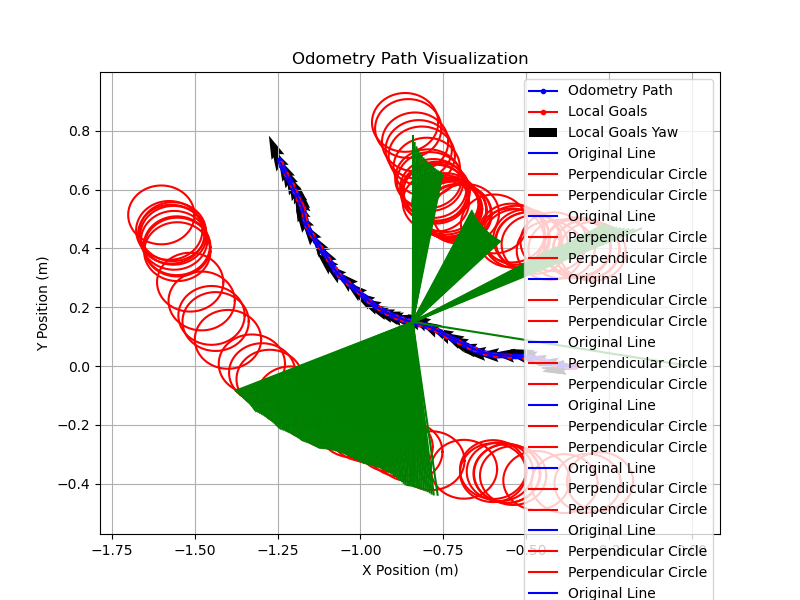 Odometry Path Visualization
Y Position (m)
0.8
0.6
0.4
0.2
0.0
−0.2
−0.4
−1.75
−1.50
−1.25
−1.00
−0.75
X Position (m)
Odometry Path
Local Goals
Local Goals Yaw
Original Line
Perpendicular Circle
Perpendicular Circle
Original Line
Perpendicular Circle
Perpendicular Circle
Original Line
Perpendicular Circle
Perpendicular Circle
Original Line
Perpendicular Circle
Perpendicular Circle
Original Line
Perpendicular Circle
Perpendicular Circle
Original Line
Perpendicular Circle
Perpendicular Circle
Original Line
Perpendicular Circle
Perpendicular Circle
Original Line